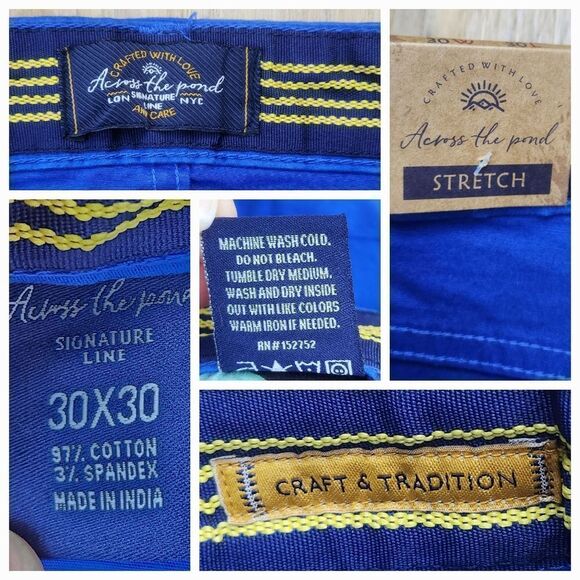 CRAFTED WITH LOVE
Across the pond
LON SIGNATURE NYC
LINE
AND CARE
CRAFTED WITH LOVE
Across the pond
STRETCH
Across the pond
SIGNATURE
LINE
30X30
97% COTTON
3% SPANDEX
MADE IN INDIA
MACHINE WASH COLD.
DO NOT BLEACH.
TUMBLE DRY MEDIUM.
WASH AND DRY INSIDE
OUT WITH LIKE COLORS
WARM IRON IF NEEDED.
RN#152752
CRAFT & TRADITION